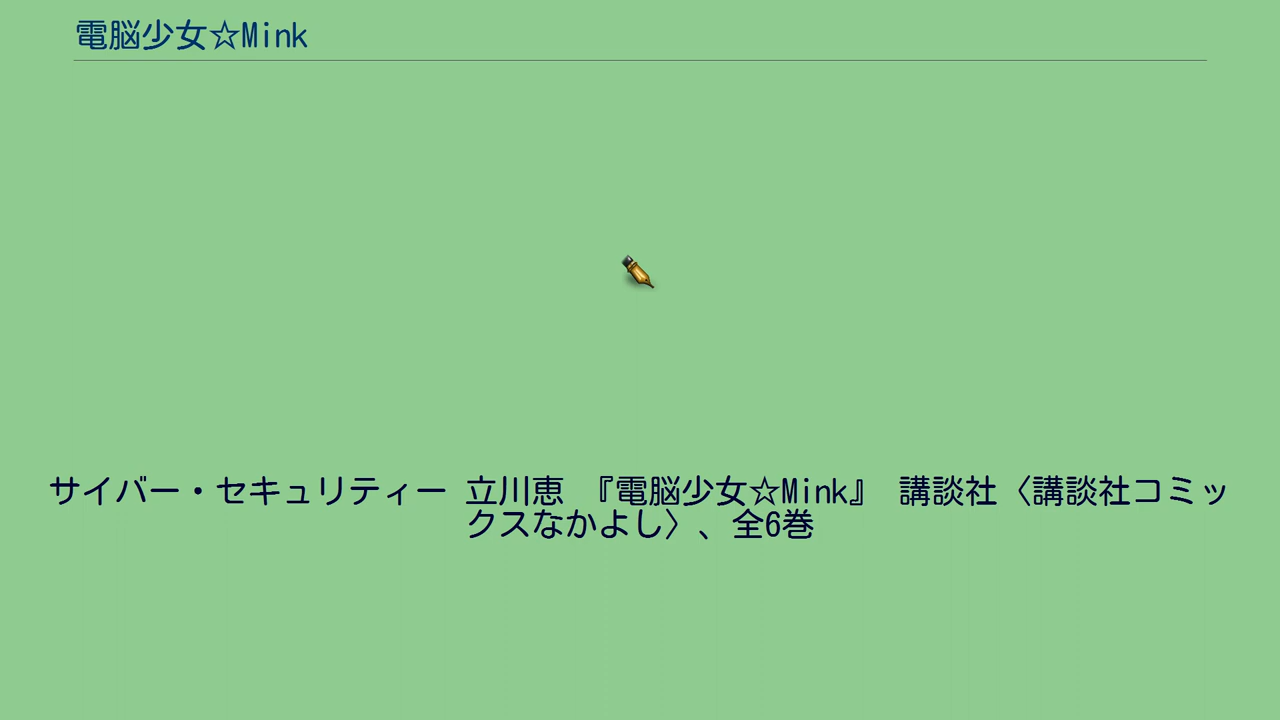 電脳少女☆Mink
サイバー・セキュリティー 立川恵 『電脳少女☆Mink』 講談社〈講談社コミッ
クスなかよし〉、全6巻